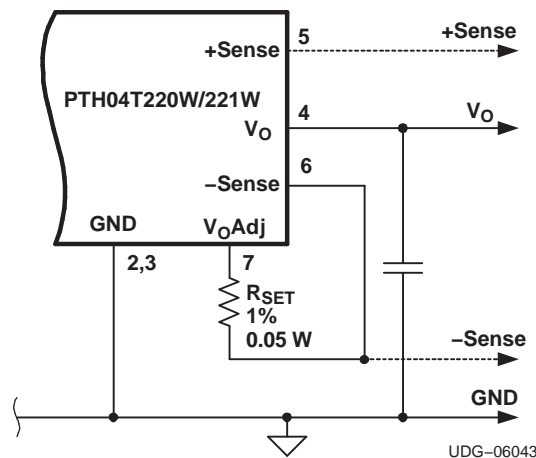 5
+Sense
+Sense
PTH04T220W/221W
4
VO
VO
6
–Sense
GND
VOAdj
2,3
7
RSET
1%
0.05 W
–Sense
GND
UDG–06043